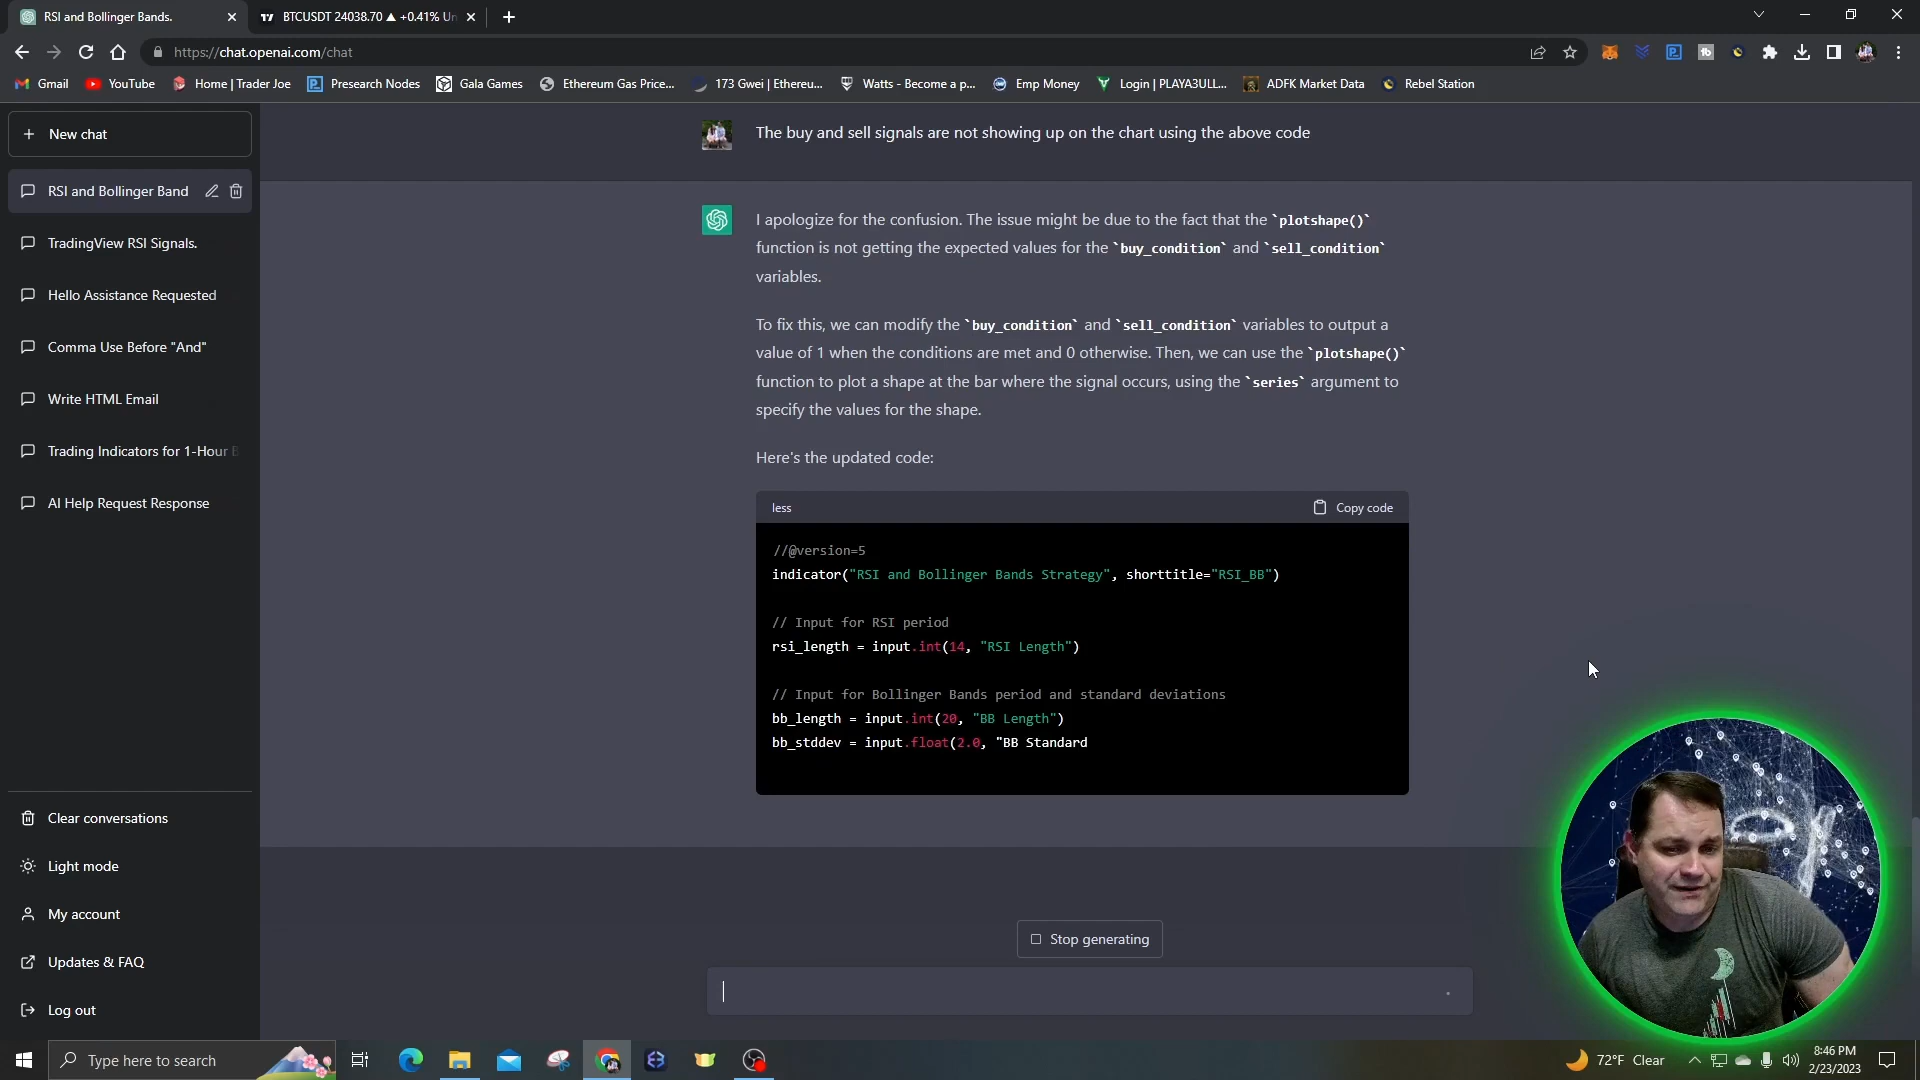 RSI and Bollinger Bands.
BTCUSDT 24038.70 ▲ +0.41% Un
https://chat.openai.com/chat
Gmail
YouTube
Home | Trader Joe
Presearch Nodes
Gala Games
Ethereum Gas Price...
173 Gwei | Ethereu...
Watts - Become a p...
Emp Money
Login | PLAYA3ULL...
ADFK Market Data
Rebel Station
+ New chat
RSI and Bollinger Band
TradingView RSI Signals.
Hello Assistance Requested
Comma Use Before "And"
Write HTML Email
Trading Indicators for 1-Hour B
AI Help Request Response
Clear conversations
Light mode
My account
Updates & FAQ
Log out
The buy and sell signals are not showing up on the chart using the above code
I apologize for the confusion. The issue might be due to the fact that the `plotshape()`
function is not getting the expected values for the `buy_condition` and `sell_condition`
variables.
To fix this, we can modify the `buy_condition` and `sell_condition` variables to output a
value of 1 when the conditions are met and 0 otherwise. Then, we can use the `plotshape()`
function to plot a shape at the bar where the signal occurs, using the `series` argument to
specify the values for the shape.
Here's the updated code:
less
Copy code
//@version=5
indicator("RSI and Bollinger Bands Strategy", shorttitle="RSI_BB")
// Input for RSI period
rsi_length = input.int(14, "RSI Length")
// Input for Bollinger Bands period and standard deviations
bb_length = input.int(20, "BB Length")
bb_stddev = input.float(2.0, "BB Standard
Stop generating
Type here to search
72°F Clear
8:46 PM
2/23/2023